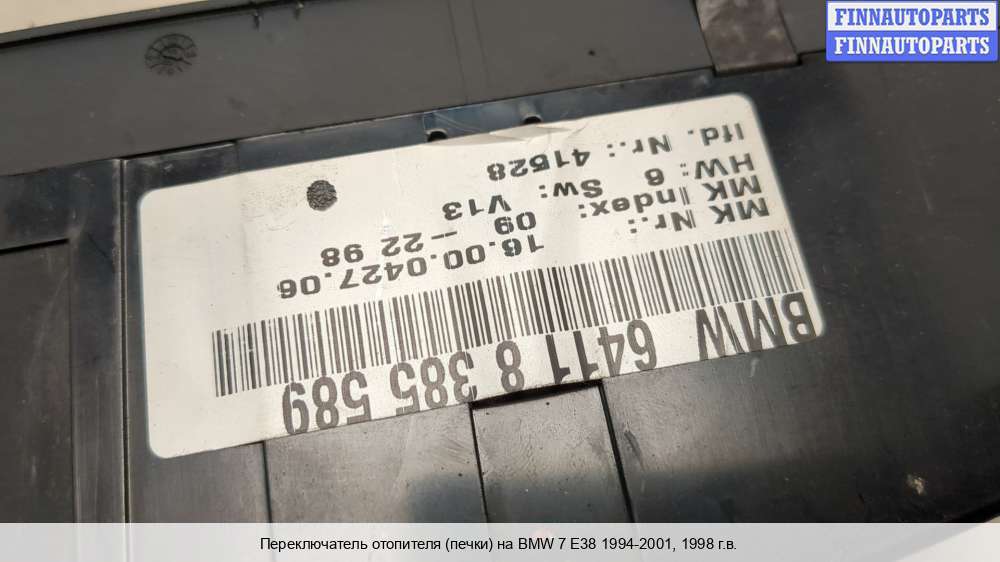 FINNAUTOPARTS
FINNAUTOPARTS
BMW 6411 8 385 589
MK Nr.: 16.00.0427.06
MK Index: 09 - 22 98
HW: 6 Sw: V13
lfd. Nr.: 41528
Переключатель отопителя (печки) на BMW 7 E38 1994-2001, 1998 г.в.